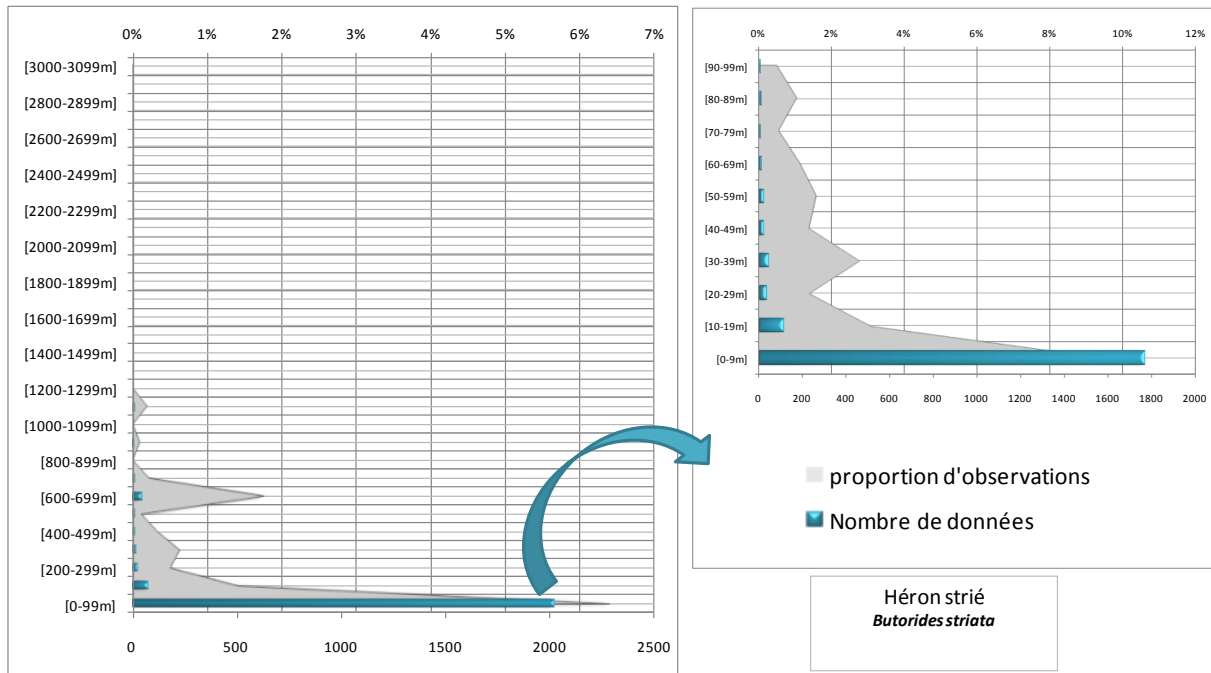 0% 1% 2% 3% 4% 5% 6% 7%
[3000-3099m]
[2800-2899m]
[2600-2699m]
[2400-2499m]
[2200-2299m]
[2000-2099m]
[1800-1899m]
[1600-1699m]
[1400-1499m]
[1200-1299m]
[1000-1099m]
[800-899m]
[600-699m]
[400-499m]
[200-299m]
[0-99m]
0 500 1000 1500 2000 2500
0% 2% 4% 6% 8% 10% 12%
[90-99m]
[80-89m]
[70-79m]
[60-69m]
[50-59m]
[40-49m]
[30-39m]
[20-29m]
[10-19m]
[0-9m]
0 200 400 600 800 1000 1200 1400 1600 1800 2000
proportion d'observations
Nombre de données
Héron strié
Butorides striata